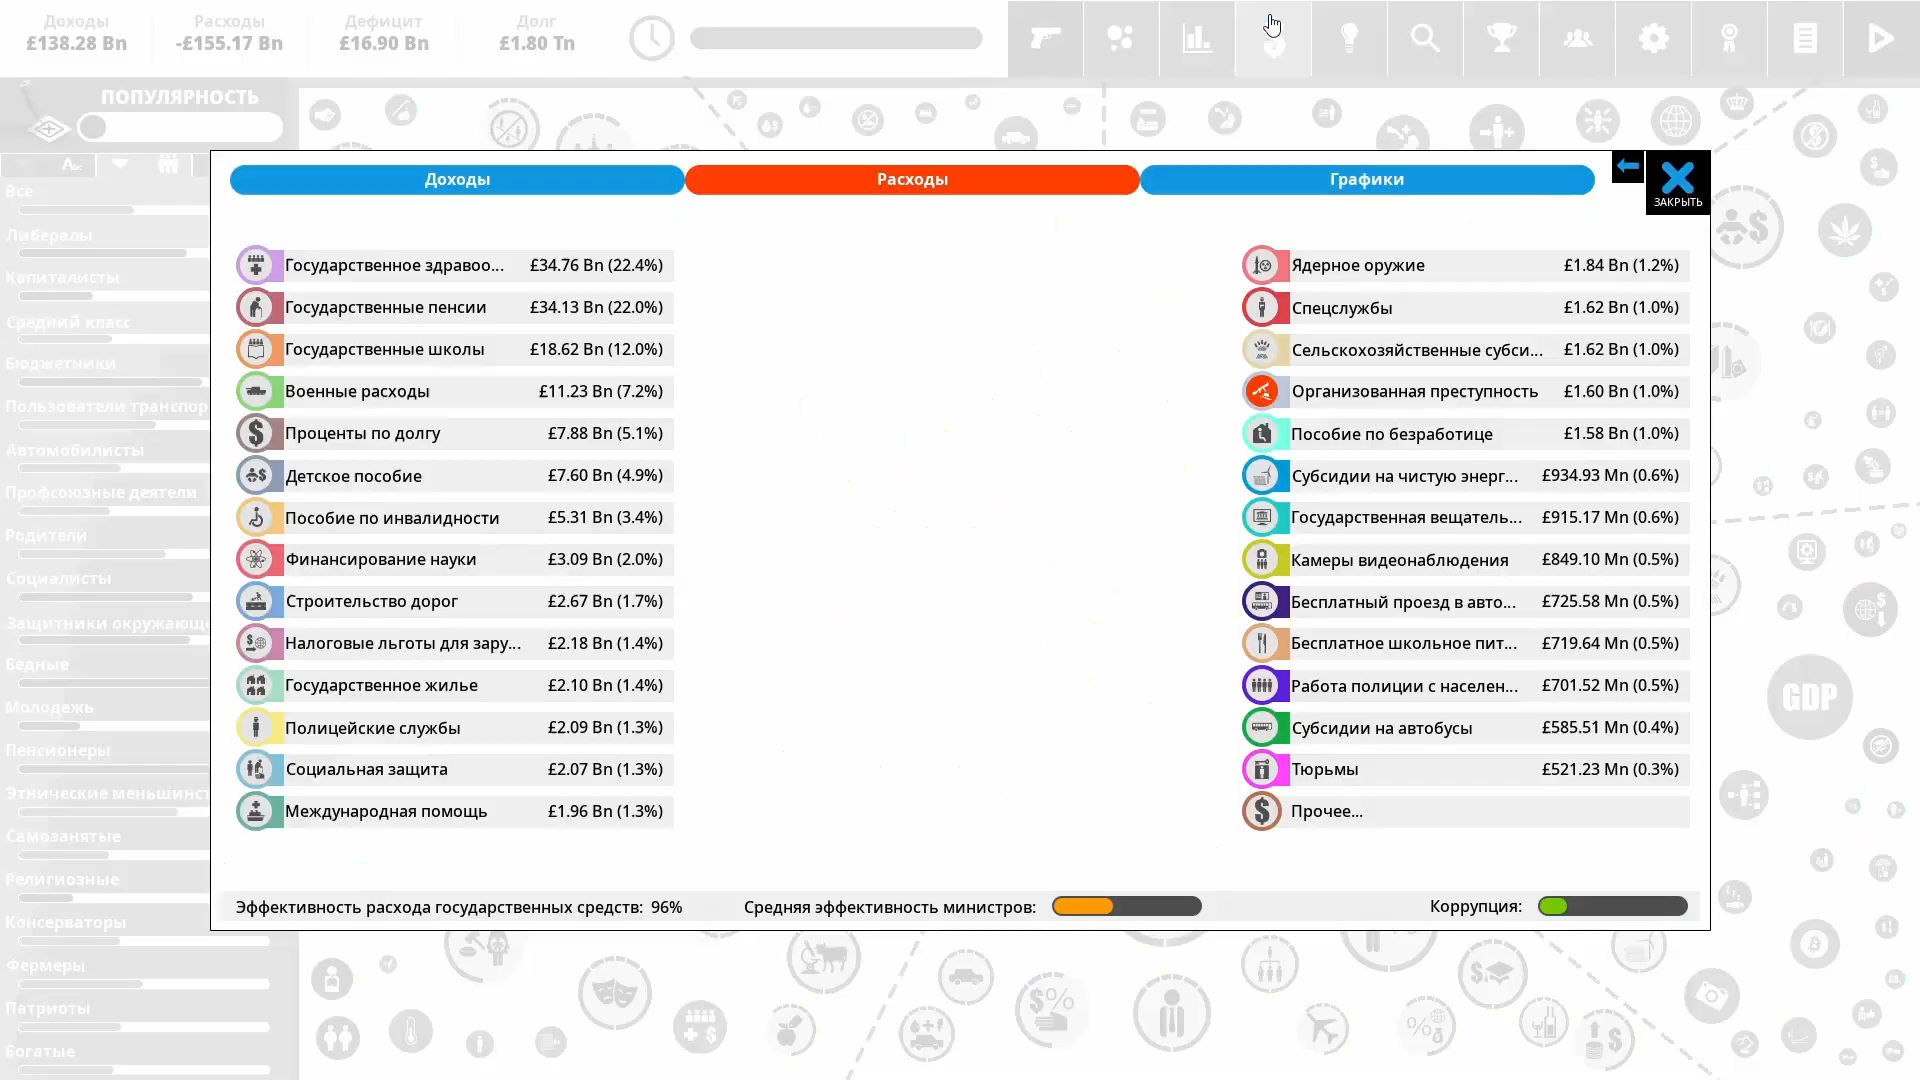 Доходы
£138.28 Bn
Расходы
-£155.17 Bn
Дефицит
£16.90 Bn
Долг
£1.80 Tn
ПОПУЛЯРНОСТЬ
Все
Либералы
Капиталисты
Средний класс
Бюджетники
Пользователи транспор
Автомобилисты
Профсоюзные деятели
Родители
Социалисты
Защитники окружающе
Бедные
Молодежь
Пенсионеры
Этнические меньшинст
Самозанятые
Религиозные
Консерваторы
Фермеры
Патриоты
Богатые
Доходы
Расходы
Графики
ЗАКРЫТЬ
Государственное здравоо... £34.76 Bn (22.4%)
Государственные пенсии £34.13 Bn (22.0%)
Государственные школы £18.62 Bn (12.0%)
Военные расходы £11.23 Bn (7.2%)
Проценты по долгу £7.88 Bn (5.1%)
Детское пособие £7.60 Bn (4.9%)
Пособие по инвалидности £5.31 Bn (3.4%)
Финансирование науки £3.09 Bn (2.0%)
Строительство дорог £2.67 Bn (1.7%)
Налоговые льготы для зару... £2.18 Bn (1.4%)
Государственное жилье £2.10 Bn (1.4%)
Полицейские службы £2.09 Bn (1.3%)
Социальная защита £2.07 Bn (1.3%)
Международная помощь £1.96 Bn (1.3%)
Ядерное оружие £1.84 Bn (1.2%)
Спецслужбы £1.62 Bn (1.0%)
Сельскохозяйственные субси... £1.62 Bn (1.0%)
Организованная преступность £1.60 Bn (1.0%)
Пособие по безработице £1.58 Bn (1.0%)
Субсидии на чистую энерг... £934.93 Mn (0.6%)
Государственная вещатель... £915.17 Mn (0.6%)
Камеры видеонаблюдения £849.10 Mn (0.5%)
Бесплатный проезд в авто... £725.58 Mn (0.5%)
Бесплатное школьное пит... £719.64 Mn (0.5%)
Работа полиции с населен... £701.52 Mn (0.5%)
Субсидии на автобусы £585.51 Mn (0.4%)
Тюрьмы £521.23 Mn (0.3%)
Прочее...
Эффективность расхода государственных средств: 96%
Средняя эффективность министров:
Коррупция:
GDP